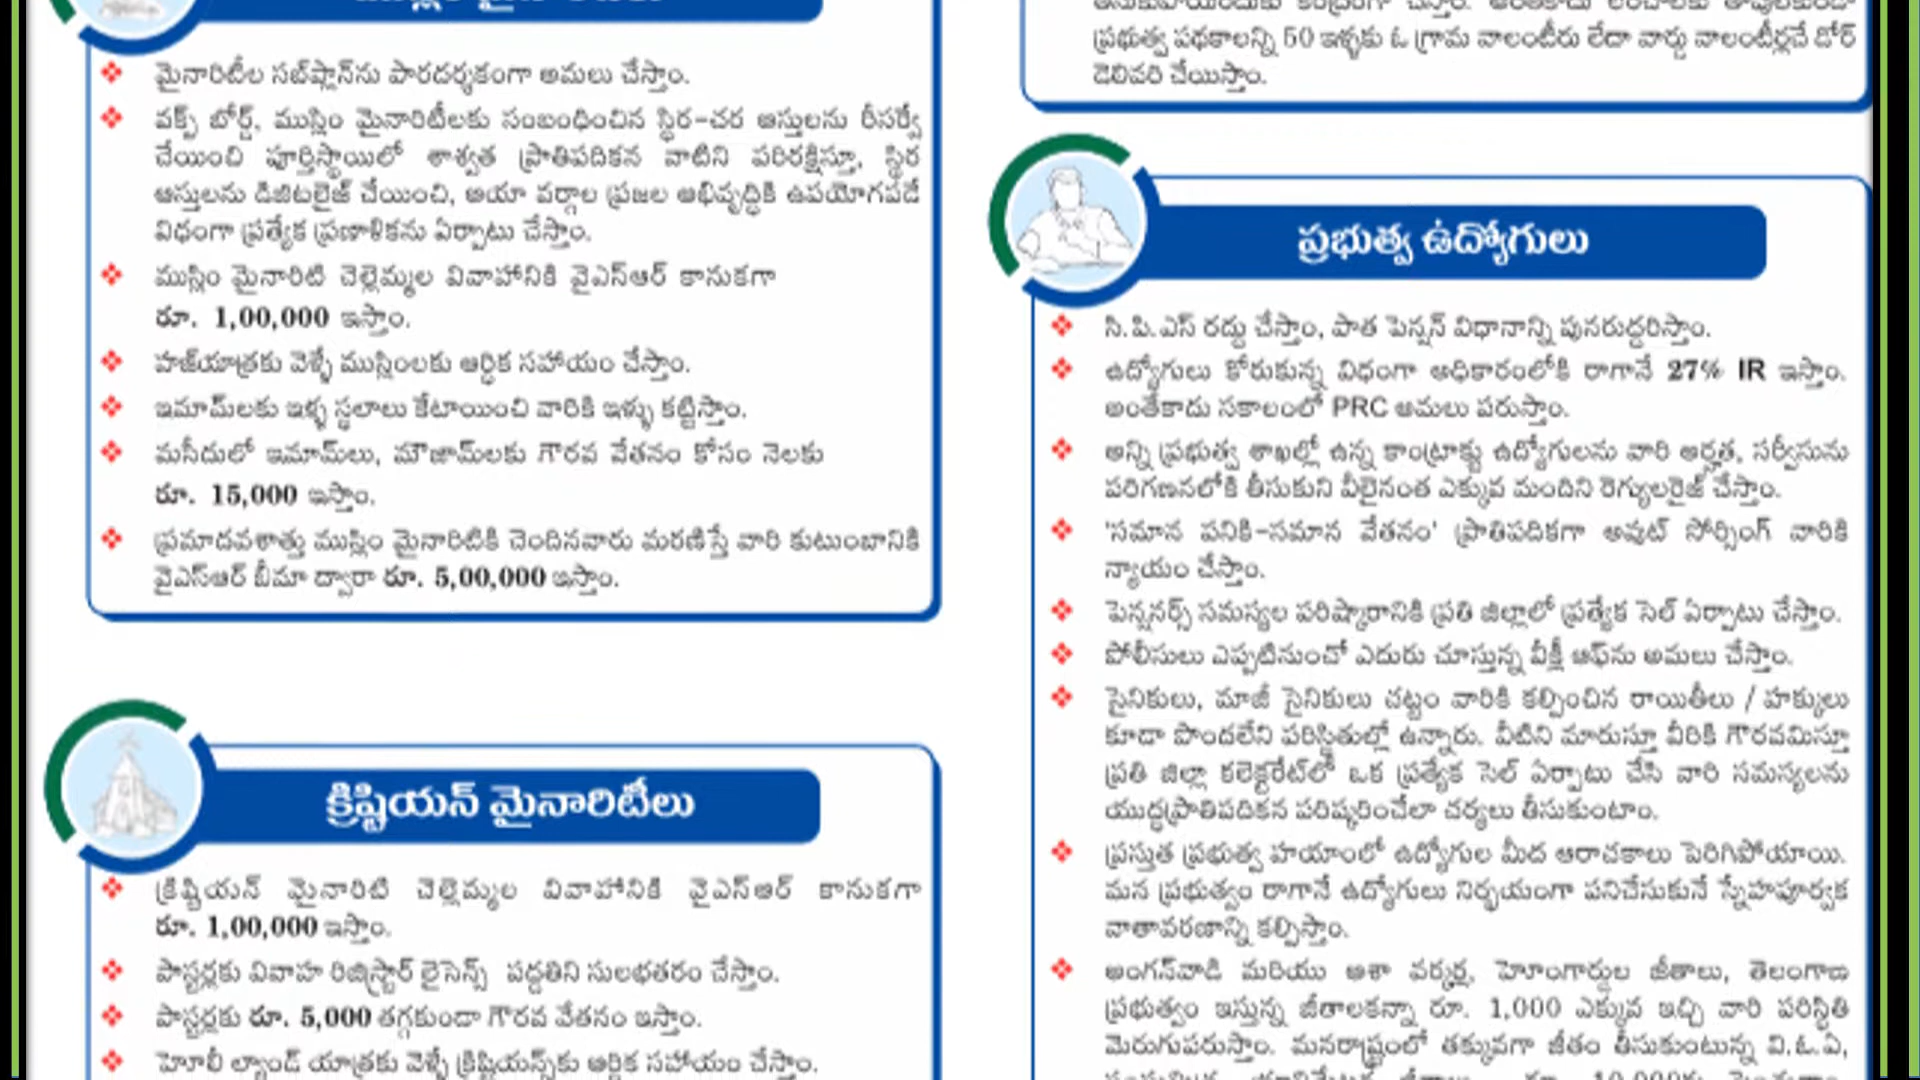 ముస్లిం మైనారిటీలు
మైనారిటీల సబ్‌ప్లాన్‌ను పారదర్శకంగా అమలు చేస్తాం.
వక్ఫ్ బోర్డ్, ముస్లిం మైనారిటీలకు సంబంధించిన స్థిర-చర ఆస్తులను రీసర్వే
చేయించి పూర్తిస్థాయిలో శాశ్వత ప్రాతిపదికన వాటిని పరిరక్షిస్తూ, స్థిర
ఆస్తులను డిజిటలైజ్ చేయించి, ఆయా వర్గాల ప్రజల అభివృద్ధికి ఉపయోగపడే
విధంగా ప్రత్యేక ప్రణాళికను ఏర్పాటు చేస్తాం.
ముస్లిం మైనారిటి చెల్లెమ్మల వివాహానికి వైఎస్ఆర్ కానుకగా
రూ. 1,00,000 ఇస్తాం.
హజ్‌యాత్రకు వెళ్ళే ముస్లింలకు ఆర్థిక సహాయం చేస్తాం.
ఇమామ్‌లకు ఇళ్ళ స్థలాలు కేటాయించి వారికి ఇళ్ళు కట్టిస్తాం.
మసీదులో ఇమామ్‌లు, మౌజామ్‌లకు గౌరవ వేతనం కోసం నెలకు
రూ. 15,000 ఇస్తాం.
ప్రమాదవశాత్తు ముస్లిం మైనారిటికి చెందినవారు మరణిస్తే వారి కుటుంబానికి
వైఎస్ఆర్ బీమా ద్వారా రూ. 5,00,000 ఇస్తాం.
క్రిష్టియన్ మైనారిటీలు
క్రిష్టియన్ మైనారిటి చెల్లెమ్మల వివాహానికి వైఎస్ఆర్ కానుకగా
రూ. 1,00,000 ఇస్తాం.
పాస్టర్లకు వివాహ రిజిస్ట్రార్ లైసెన్స్ పద్దతిని సులభతరం చేస్తాం.
పాస్టర్లకు రూ. 5,000 తగ్గకుండా గౌరవ వేతనం ఇస్తాం.
హెూలీ ల్యాండ్ యాత్రకు వెళ్ళే క్రిష్టియన్స్‌కు ఆర్థిక సహాయం చేస్తాం.
ప్రభుత్వ పథకాలన్ని 50 ఇళ్ళకు ఓ గ్రామ వాలంటీరు లేదా వార్డు వాలంటీర్లచే డోర్
డెలివరి చేయిస్తాం.
ప్రభుత్వ ఉద్యోగులు
సి.పి.ఎస్ రద్దు చేస్తాం, పాత పెన్షన్ విధానాన్ని పునరుద్దరిస్తాం.
ఉద్యోగులు కోరుకున్న విధంగా అధికారంలోకి రాగానే 27% IR ఇస్తాం.
అంతేకాదు సకాలంలో PRC అమలు పరుస్తాం.
అన్ని ప్రభుత్వ శాఖల్లో ఉన్న కాంట్రాక్టు ఉద్యోగులను వారి అర్హత, సర్వీసును
పరిగణనలోకి తీసుకుని వీలైనంత ఎక్కువ మందిని రెగ్యులరైజ్ చేస్తాం.
'సమాన పనికి-సమాన వేతనం' ప్రాతిపదికగా అవుట్ సోర్సింగ్ వారికి
న్యాయం చేస్తాం.
పెన్షనర్స్ సమస్యల పరిష్కారానికి ప్రతి జిల్లాలో ప్రత్యేక సెల్ ఏర్పాటు చేస్తాం.
పోలీసులు ఎప్పటినుంచో ఎదురు చూస్తున్న వీక్లీ ఆఫ్‌ను అమలు చేస్తాం.
సైనికులు, మాజీ సైనికులు చట్టం వారికి కల్పించిన రాయితీలు / హక్కులు
కూడా పొందలేని పరిస్థితుల్లో ఉన్నారు. వీటిని మారుస్తూ వీరికి గౌరవమిస్తూ
ప్రతి జిల్లా కలెక్టరేట్‌లో ఒక ప్రత్యేక సెల్ ఏర్పాటు చేసి వారి సమస్యలను
యుద్ధప్రాతిపదికన పరిష్కరించేలా చర్యలు తీసుకుంటాం.
ప్రస్తుత ప్రభుత్వ హయాంలో ఉద్యోగుల మీద ఆరాచకాలు పెరిగిపోయాయి.
మన ప్రభుత్వం రాగానే ఉద్యోగులు నిర్భయంగా పనిచేసుకునే స్నేహపూర్వక
వాతావరణాన్ని కల్పిస్తాం.
అంగన్‌వాడి మరియు ఆశా వర్కర్ల, హెూంగార్డుల జీతాలు, తెలంగాణ
ప్రభుత్వం ఇస్తున్న జీతాలకన్నా రూ. 1,000 ఎక్కువ ఇచ్చి వారి పరిస్థితి
మెరుగుపరుస్తాం. మనరాష్ట్రంలో తక్కువగా జీతం తీసుకుంటున్న వి.ఓ.ఏ,